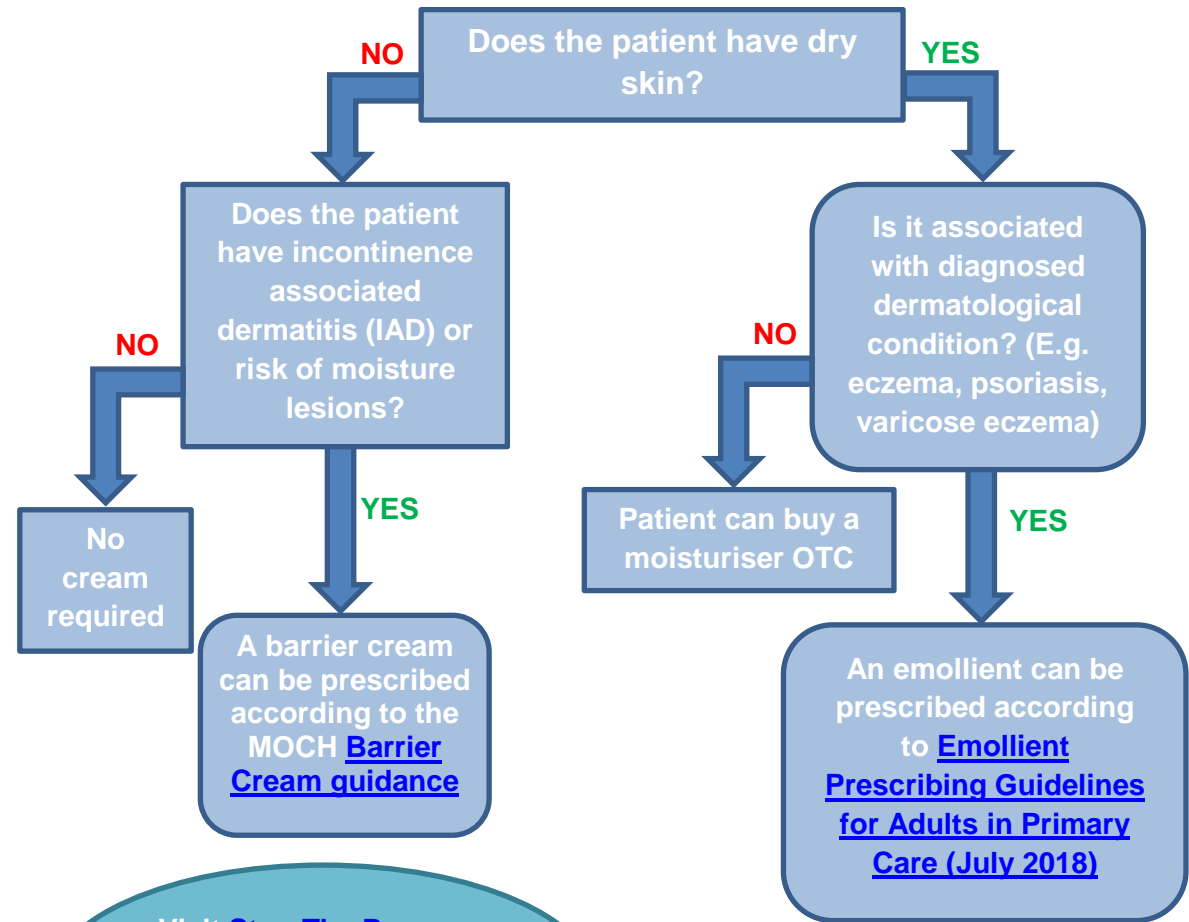 Does the patient have dry
skin?
NO
YES
Does the patient
have incontinence
associated
dermatitis (IAD) or
risk of moisture
lesions?
Is it associated
with diagnosed
dermatological
condition? (E.g.
eczema, psoriasis,
varicose eczema)
NO
NO
YES
YES
No
cream
required
Patient can buy a
moisturiser OTC
A barrier cream
can be prescribed
according to the
MOCH Barrier
Cream guidance
An emollient can be
prescribed according
to Emollient
Prescribing Guidelines
for Adults in Primary
Care (July 2018)